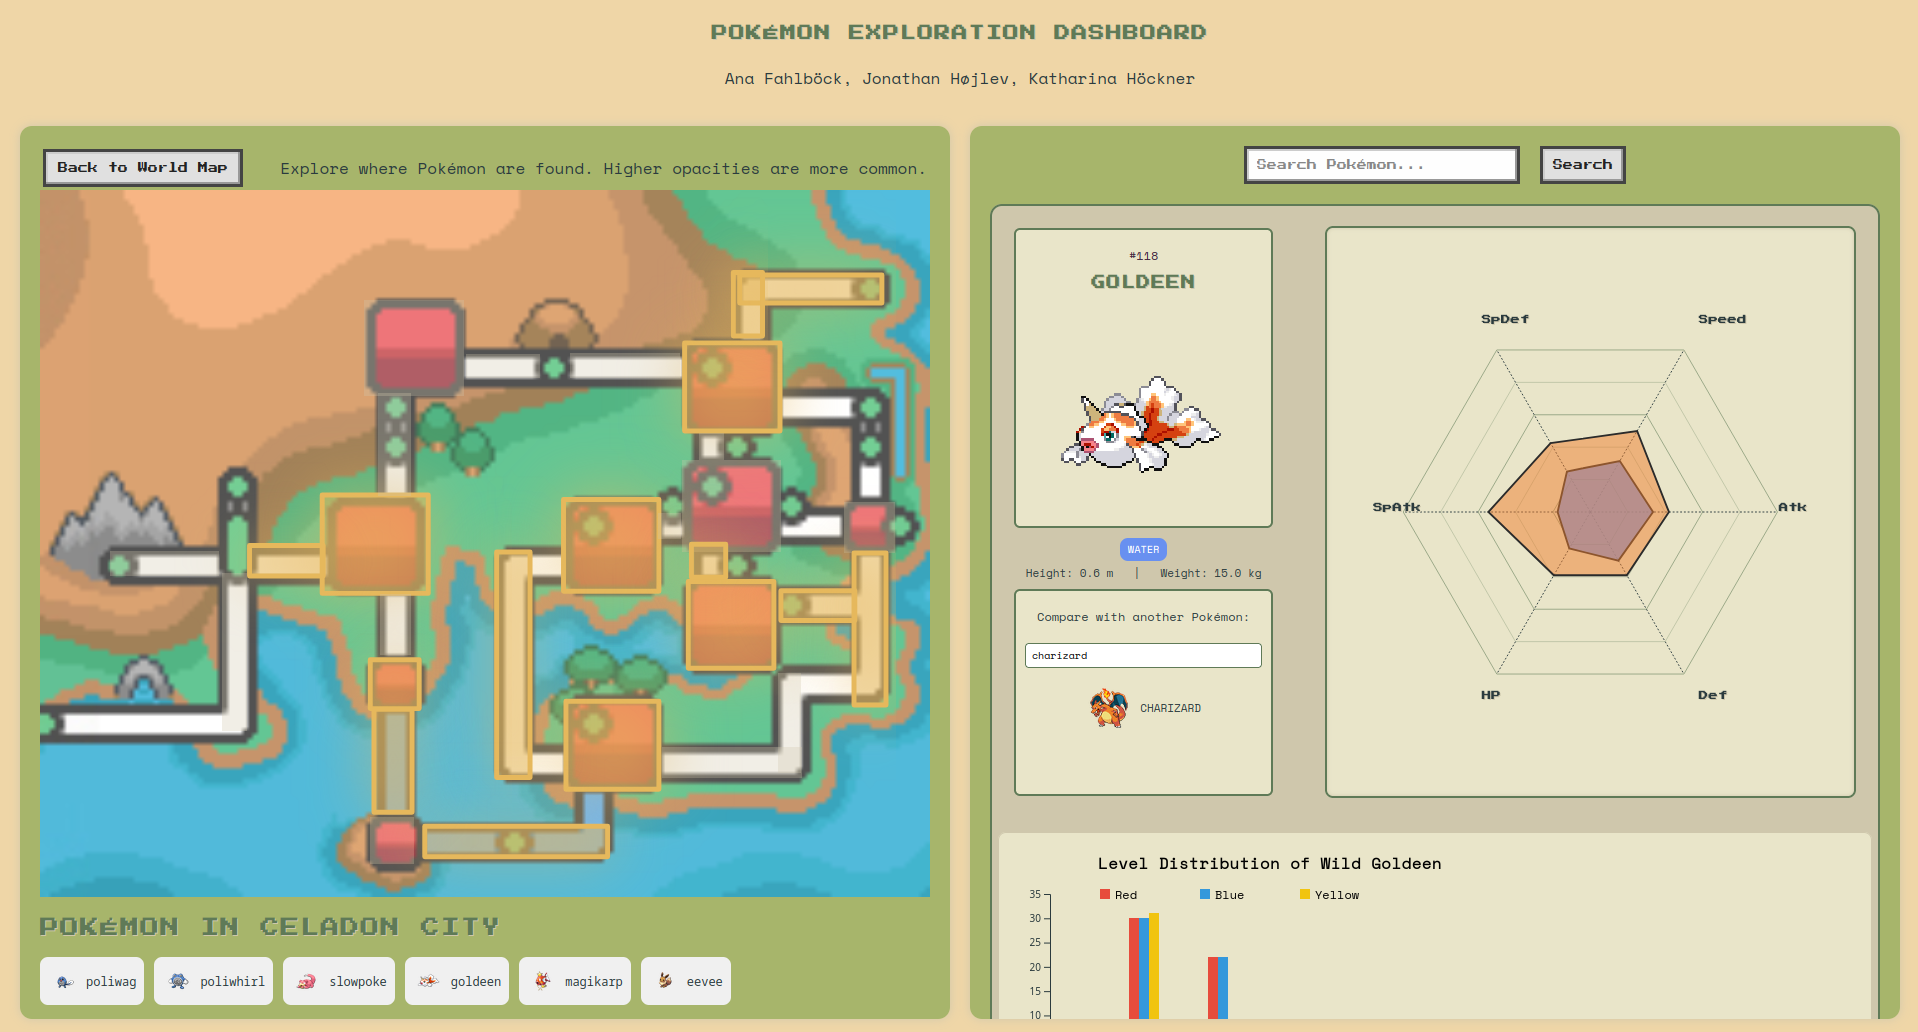 POKéMON EXPLORATION DASHBOARD
Ana Fahlböck, Jonathan Højlev, Katharina Höckner
Back to World Map
Explore where Pokémon are found. Higher opacities are more common.
POKéMON IN CELADON CITY
poliwag
poliwhirl
slowpoke
goldeen
magikarp
eevee
Search Pokémon...
Search
#118
GOLDEEN
WATER
Height: 0.6 m | Weight: 15.0 kg
Compare with another Pokémon:
charizard
CHARIZARD
SpDef
Speed
SpAtk
Atk
HP
Def
Level Distribution of Wild Goldeen
Red
Blue
Yellow
35
30
25
20
15
10